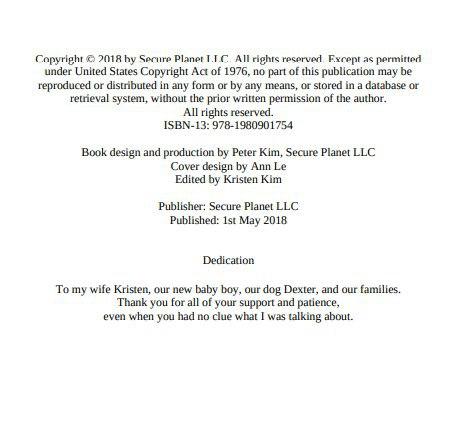 Copyright © 2018 by Secure Planet LLC. All rights reserved. Except as permitted
under United States Copyright Act of 1976, no part of this publication may be
reproduced or distributed in any form or by any means, or stored in a database or
retrieval system, without the prior written permission of the author.
All rights reserved.
ISBN-13: 978-1980901754
Book design and production by Peter Kim, Secure Planet LLC
Cover design by Ann Le
Edited by Kristen Kim
Publisher: Secure Planet LLC
Published: 1st May 2018
Dedication
To my wife Kristen, our new baby boy, our dog Dexter, and our families.
Thank you for all of your support and patience,
even when you had no clue what I was talking about.